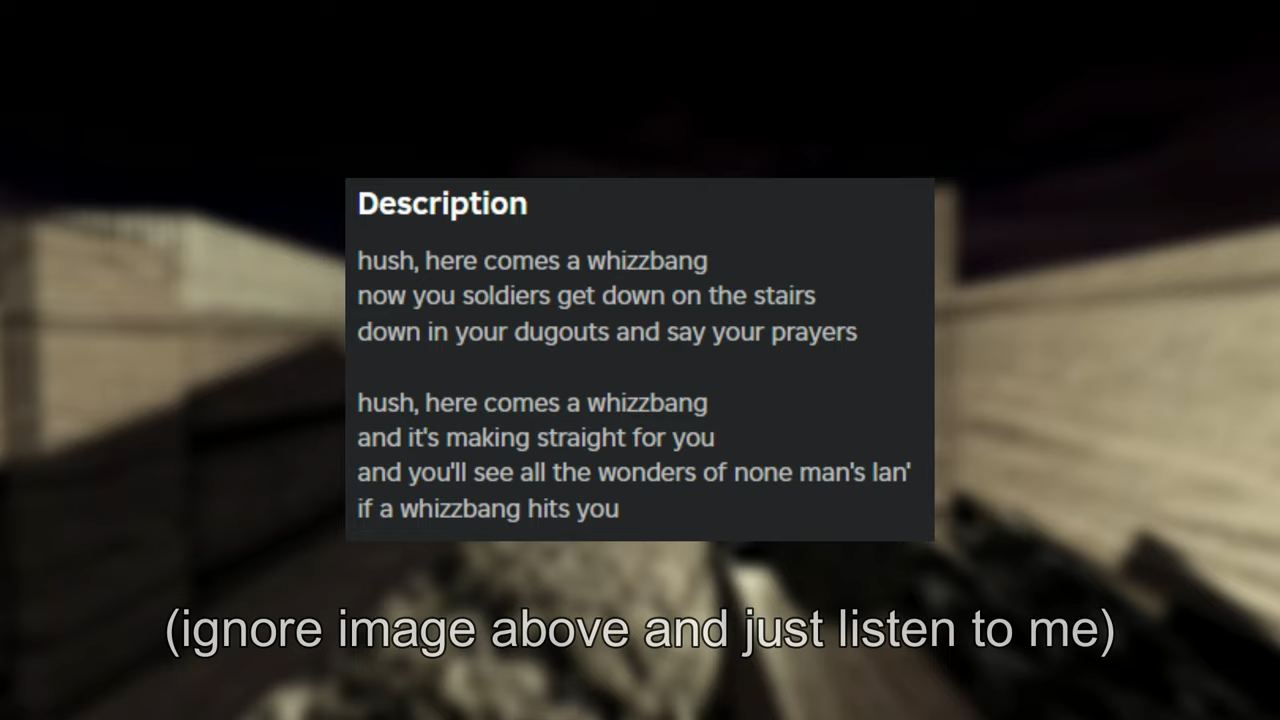 Description
hush, here comes a whizzbang
now you soldiers get down on the stairs
down in your dugouts and say your prayers
hush, here comes a whizzbang
and it's making straight for you
and you'll see all the wonders of none man's lan'
if a whizzbang hits you
(ignore image above and just listen to me)